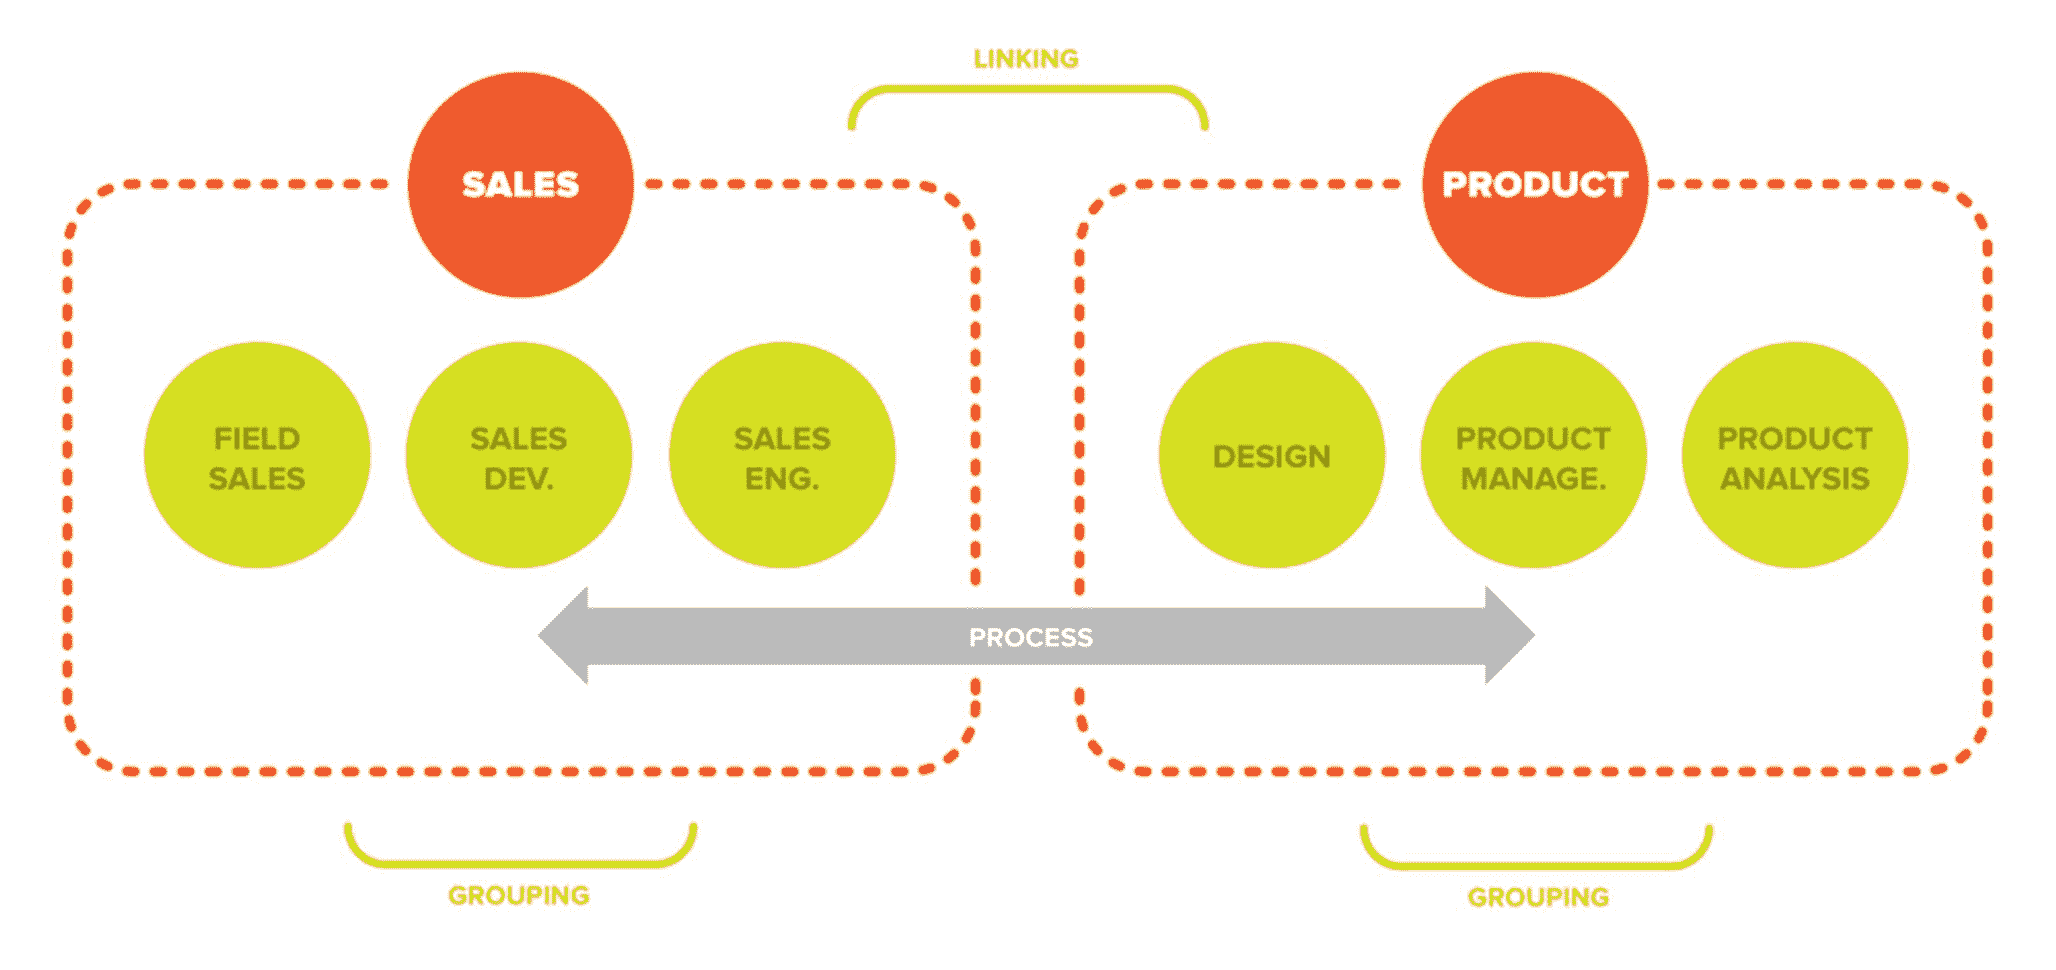 LINKING
SALES
PRODUCT
FIELD
SALES
SALES
DEV.
SALES
ENG.
DESIGN
PRODUCT
MANAGE.
PRODUCT
ANALYSIS
PROCESS
GROUPING
GROUPING